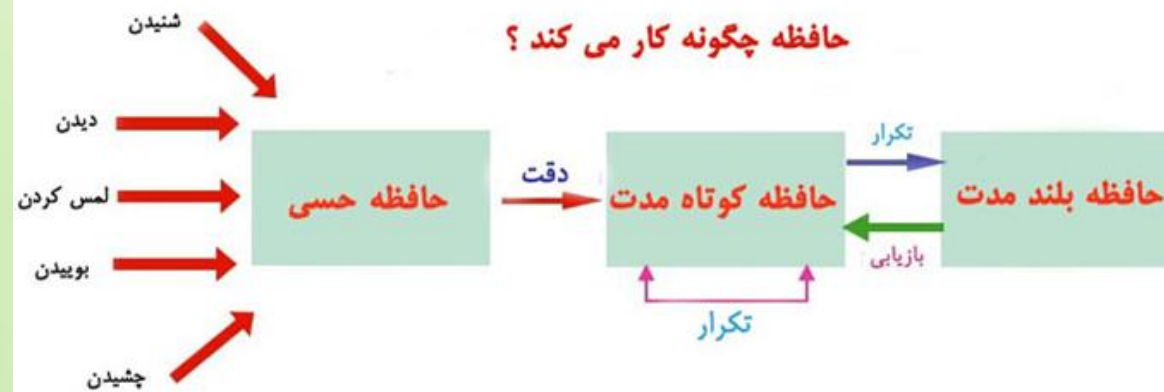 حافظه چگونه کار می کند ؟
شنیدن
دیدن
لمس کردن
بوییدن
چشیدن
حافظه حسی
دقت
حافظه کوتاه مدت
تکرار
تکرار
بازیابی
حافظه بلند مدت